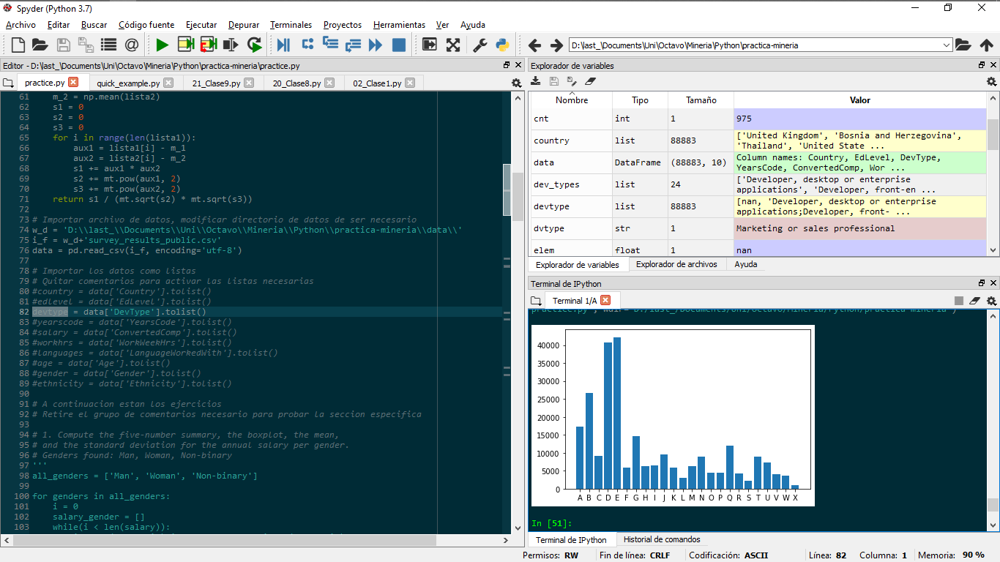 Spyder (Python 3.7)
Archivo Editar Buscar Código fuente Ejecutar Depurar Terminales Proyectos Herramientas Ver Ayuda
D:\last_\Documents\Uni\Octavo\Mineria\Python\practica-mineria
Editor - D:\last_\Documents\Uni\Octavo\Mineria\Python\practica-mineria\practice.py
practice.py quick_example.py 21_Clase9.py 20_Clase8.py 02_Clase1.py
61 m_2 = np.mean(lista2)
62 s1 = 0
63 s2 = 0
64 s3 = 0
65 for i in range(len(lista1)):
66 aux1 = lista1[i] - m_1
67 aux2 = lista2[i] - m_2
68 s1 += aux1 * aux2
69 s2 += mt.pow(aux1, 2)
70 s3 += mt.pow(aux2, 2)
71 return s1 / (mt.sqrt(s2) * mt.sqrt(s3))
72
73 # Importar archivo de datos, modificar directorio de datos de ser necesario
74 w_d = 'D:\\last_\\Documents\\Uni\\Octavo\\Mineria\\Python\\practica-mineria\\data\\'
75 i_f = w_d+'survey_results_public.csv'
76 data = pd.read_csv(i_f, encoding='utf-8')
77
78 # Importar los datos como listas
79 # Quitar comentarios para activar las listas necesarias
80 #country = data['Country'].tolist()
81 #edlevel = data['EdLevel'].tolist()
82 devtype = data['DevType'].tolist()
83 #yearscode = data['YearsCode'].tolist()
84 #salary = data['ConvertedComp'].tolist()
85 #workhrs = data['WorkWeekHrs'].tolist()
86 #languages = data['LanguageWorkedWith'].tolist()
87 #age = data['Age'].tolist()
88 #gender = data['Gender'].tolist()
89 #ethnicity = data['Ethnicity'].tolist()
90
91 # A continuacion estan los ejercicios
92 # Retire el grupo de comentarios necesario para probar la seccion especifica
93
94 # 1. Compute the five-number summary, the boxplot, the mean,
95 # and the standard deviation for the annual salary per gender.
96 # Genders found: Man, Woman, Non-binary
97 '''
98 all_genders = ['Man', 'Woman', 'Non-binary']
99
100 for genders in all_genders:
101 i = 0
102 salary_gender = []
103 while(i < len(salary)):
Explorador de variables
Nombre Tipo Tamaño Valor
cnt int 1 975
country list 88883 ['United Kingdom', 'Bosnia and Herzegovina',
'Thailand', 'United State ...
data DataFrame (88883, 10) Column names: Country, EdLevel, DevType,
YearsCode, ConvertedComp, Wor ...
dev_types list 24 ['Developer, desktop or enterprise
applications', 'Developer, front-en ...
devtype list 88883 [nan, 'Developer, desktop or enterprise
applications;Developer, front- ...
dvtype str 1 Marketing or sales professional
elem float 1 nan
Explorador de variables Explorador de archivos Ayuda
Terminal de IPython
Terminal 1/A
40000
35000
30000
25000
20000
15000
10000
5000
0
A B C D E F G H I J K L M N O P Q R S T U V W X
In [51]:
Terminal de IPython Historial de comandos
Permisos: RW Fin de línea: CRLF Codificación: ASCII Línea: 82 Columna: 1 Memoria: 90 %